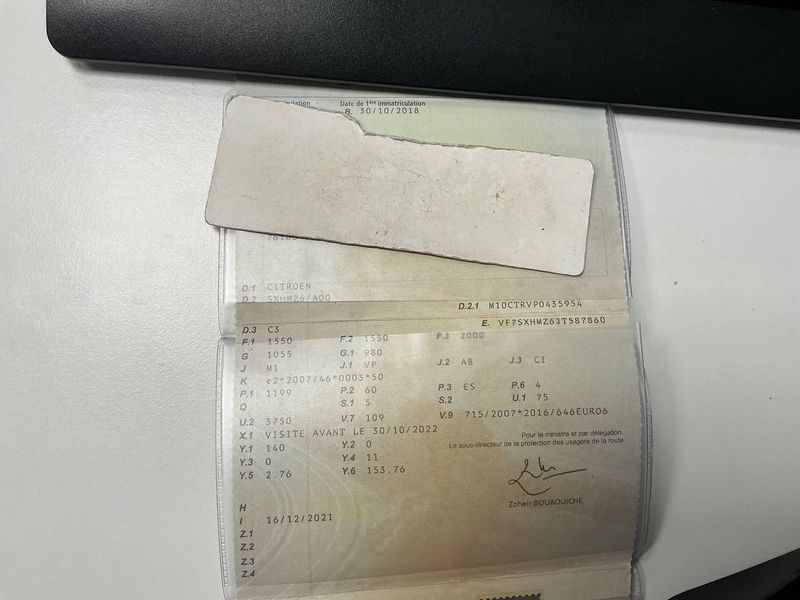 Date de 1ère immatriculation
B. 30/10/2018
D.1 CITROEN
D.2 SXHMZ6/A00
D.2.1 M10CTRVP0435954
D.3 C3 E. VF7SXHMZ6JT587860
F.1 1550 F.2 1550 F.3 2000
G 1055 G.1 980
J M1 J.1 VP J.2 AB J.3 CI
K e2*2007/46*0003*50
P.1 1199 P.2 60 P.3 ES P.6 4
Q S.1 5 S.2 U.1 75
U.2 3750 V.7 109 V.9 715/2007*2016/646EURO6
X.1 VISITE AVANT LE 30/10/2022
Pour le ministre et par délégation,
Le sous-directeur de la protection des usagers de la route
Y.1 140 Y.2 0
Y.3 0 Y.4 11
Y.5 2.76 Y.6 153.76
Zoheir BOUAOUICHE
H
I 16/12/2021
Z.1
Z.2
Z.3
Z.4